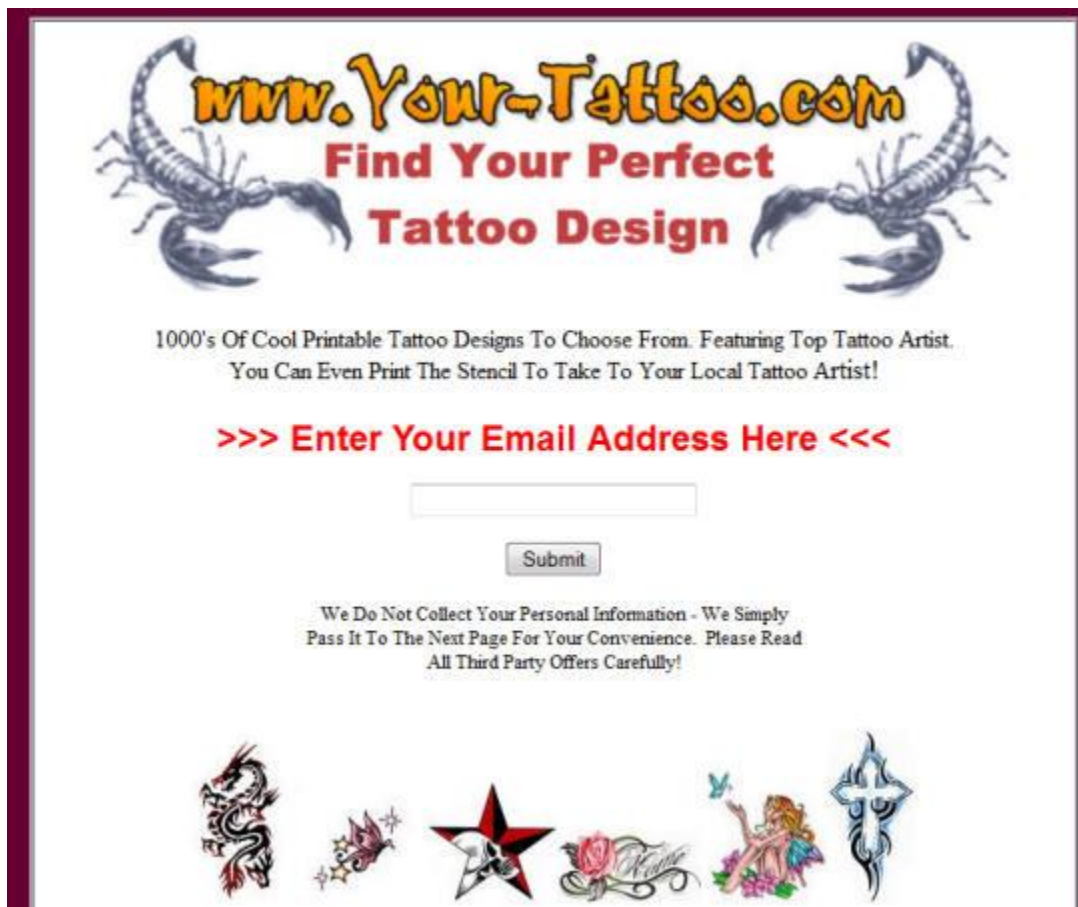 www.Your-Tattoo.com
Find Your Perfect
Tattoo Design
1000's Of Cool Printable Tattoo Designs To Choose From. Featuring Top Tattoo Artist.
You Can Even Print The Stencil To Take To Your Local Tattoo Artist!
>>> Enter Your Email Address Here <<<
Submit
We Do Not Collect Your Personal Information - We Simply
Pass It To The Next Page For Your Convenience. Please Read
All Third Party Offers Carefully!
Name